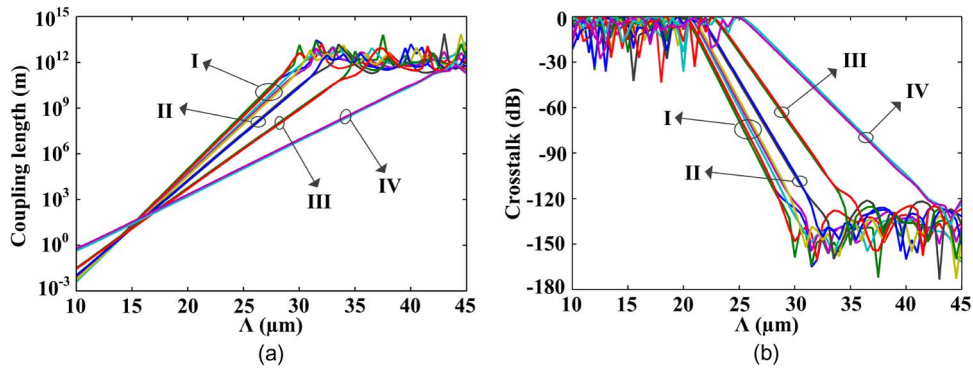 Coupling length (m)
10^15
10^12
10^9
10^6
10^3
10^0
10^-3
I
II
III
IV
10 15 20 25 30 35 40 45
Λ (μm)
(a)
Crosstalk (dB)
0
-30
-60
-90
-120
-150
-180
I
II
III
IV
10 15 20 25 30 35 40 45
Λ (μm)
(b)